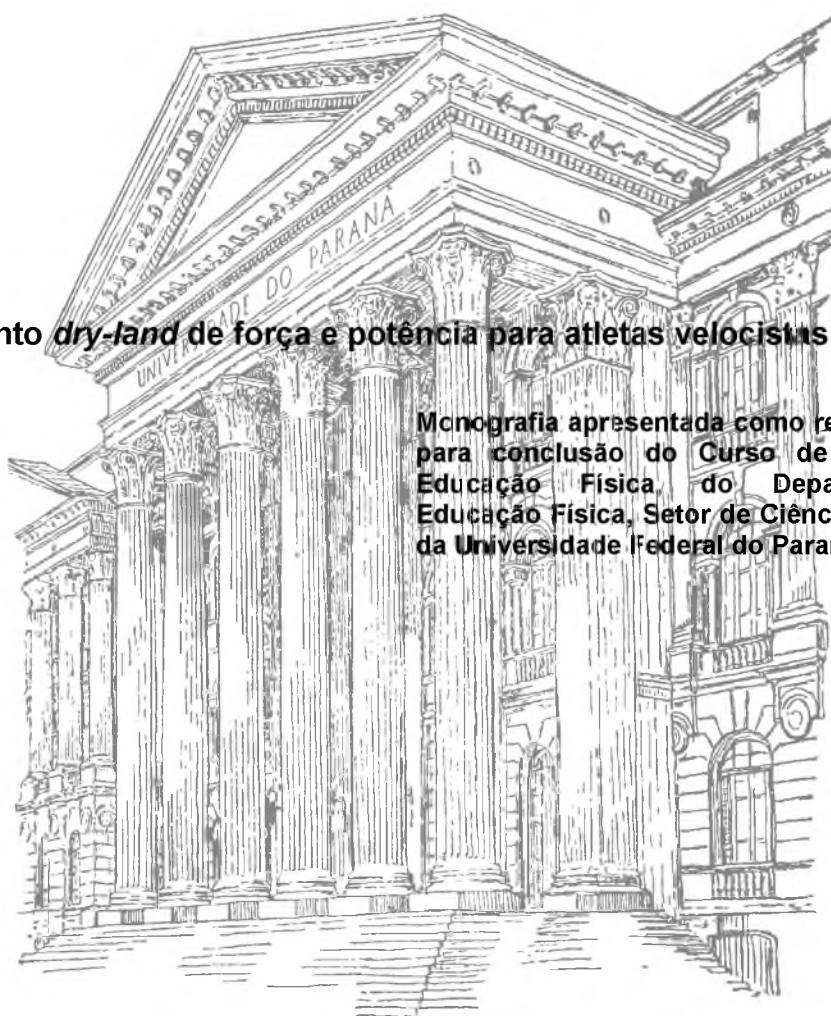 UNIVERSIDADE DO PARANÁ
nto dry-land de força e potência para atletas velocistas
Monografia apresentada como re
para conclusão do Curso de
Educação Física, do Depa
Educação Física, Setor de Ciênc
da Universidade Federal do Paran